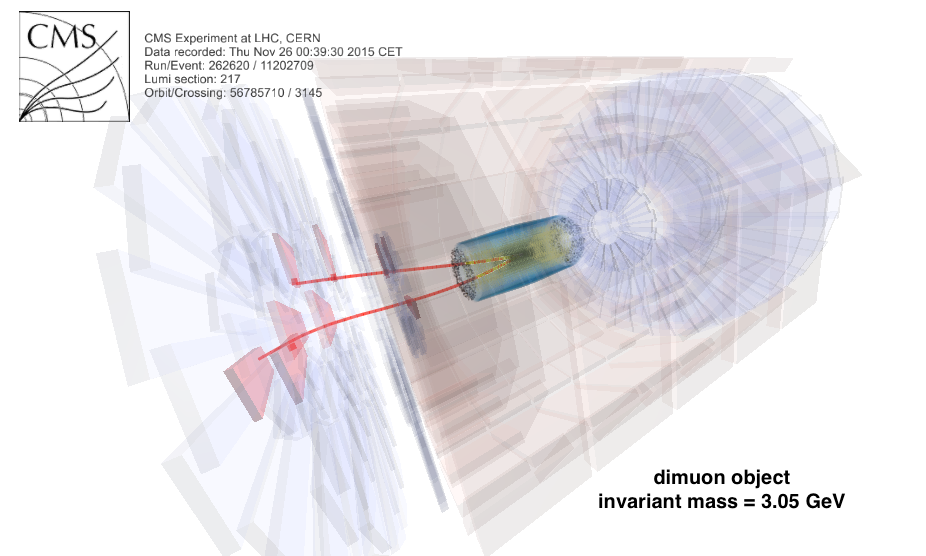 CMS
CMS Experiment at LHC, CERN
Data recorded: Thu Nov 26 00:39:30 2015 CET
Run/Event: 262620 / 11202709
Lumi section: 217
Orbit/Crossing: 56785710 / 3145
dimuon object
invariant mass = 3.05 GeV